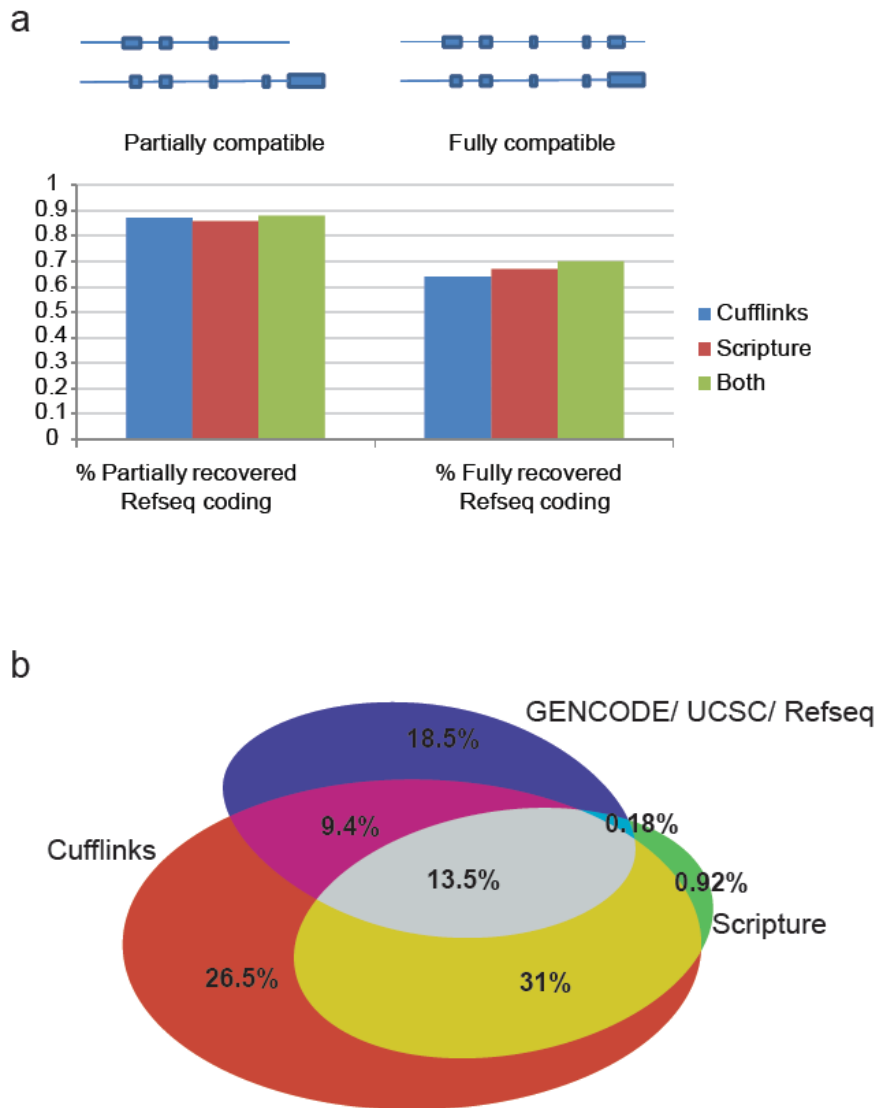 a
Partially compatible
Fully compatible
1
0.9
0.8
0.7
0.6
0.5
0.4
0.3
0.2
0.1
0
% Partially recovered
Refseq coding
% Fully recovered
Refseq coding
Cufflinks
Scripture
Both
b
GENCODE/ UCSC/ Refseq
18.5%
9.4%
0.18%
Cufflinks
13.5%
0.92%
Scripture
26.5%
31%